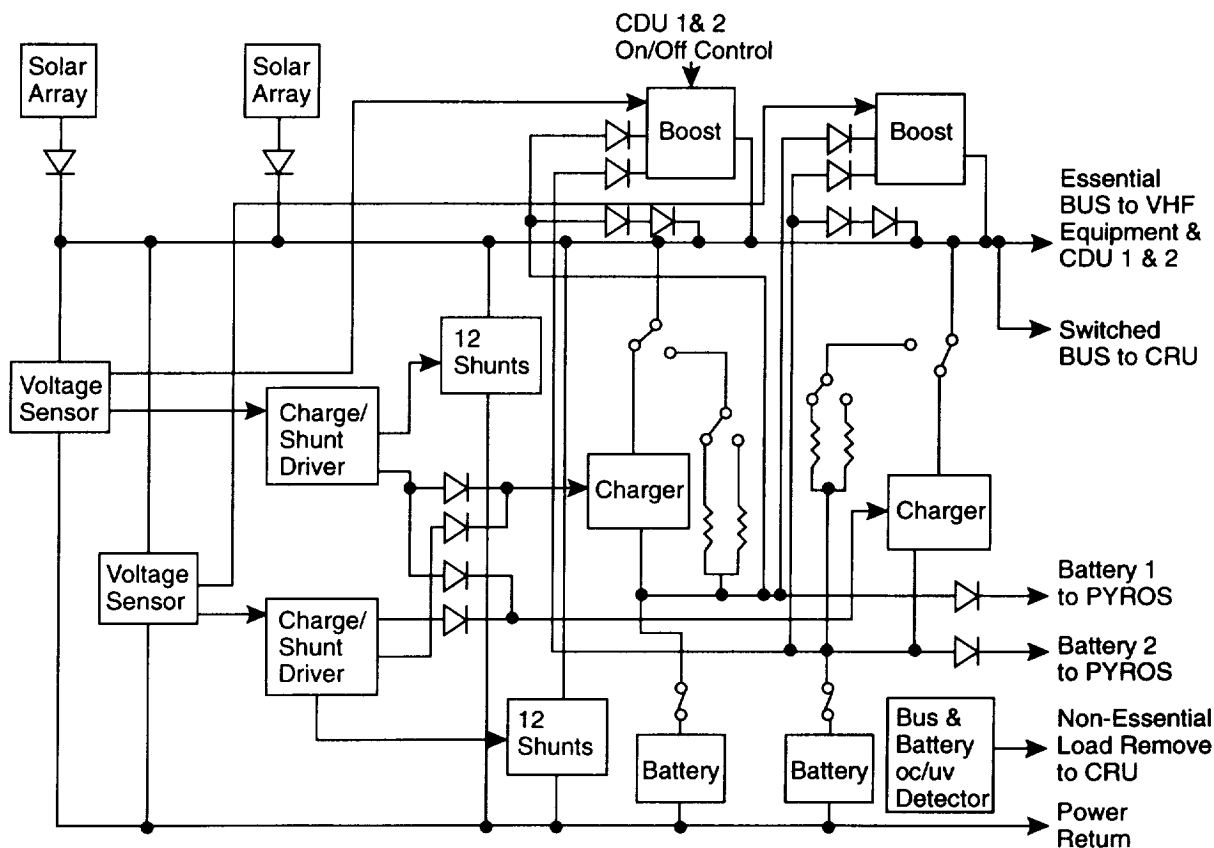 CDU 1& 2
On/Off Control
Solar
Array
Solar
Array
Boost
Boost
Essential
BUS to VHF
Equipment &
CDU 1 & 2
Switched
BUS to CRU
12
Shunts
Voltage
Sensor
Charge/
Shunt
Driver
Charger
Charger
Voltage
Sensor
Charge/
Shunt
Driver
Battery 1
to PYROS
Battery 2
to PYROS
12
Shunts
Battery
Battery
Bus &
Battery
oc/uv
Detector
Non-Essential
Load Remove
to CRU
Power
Return